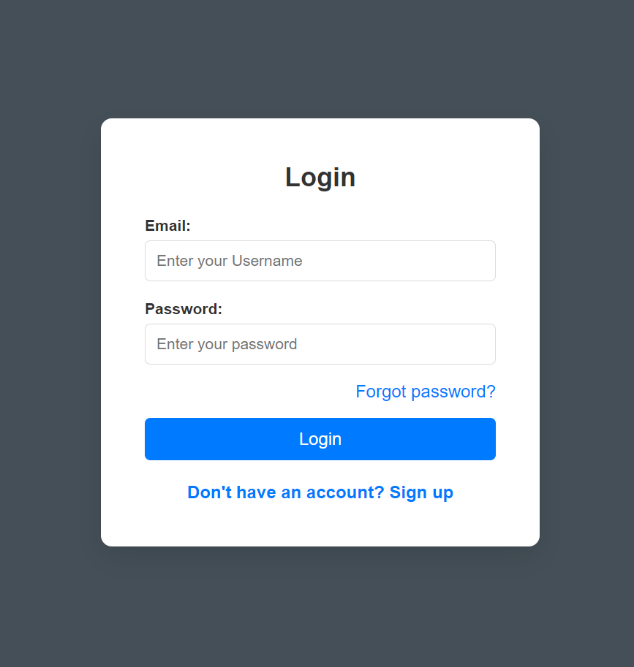 Login
Email:
Enter your Username
Password:
Enter your password
Forgot password?
Login
Don't have an account? Sign up